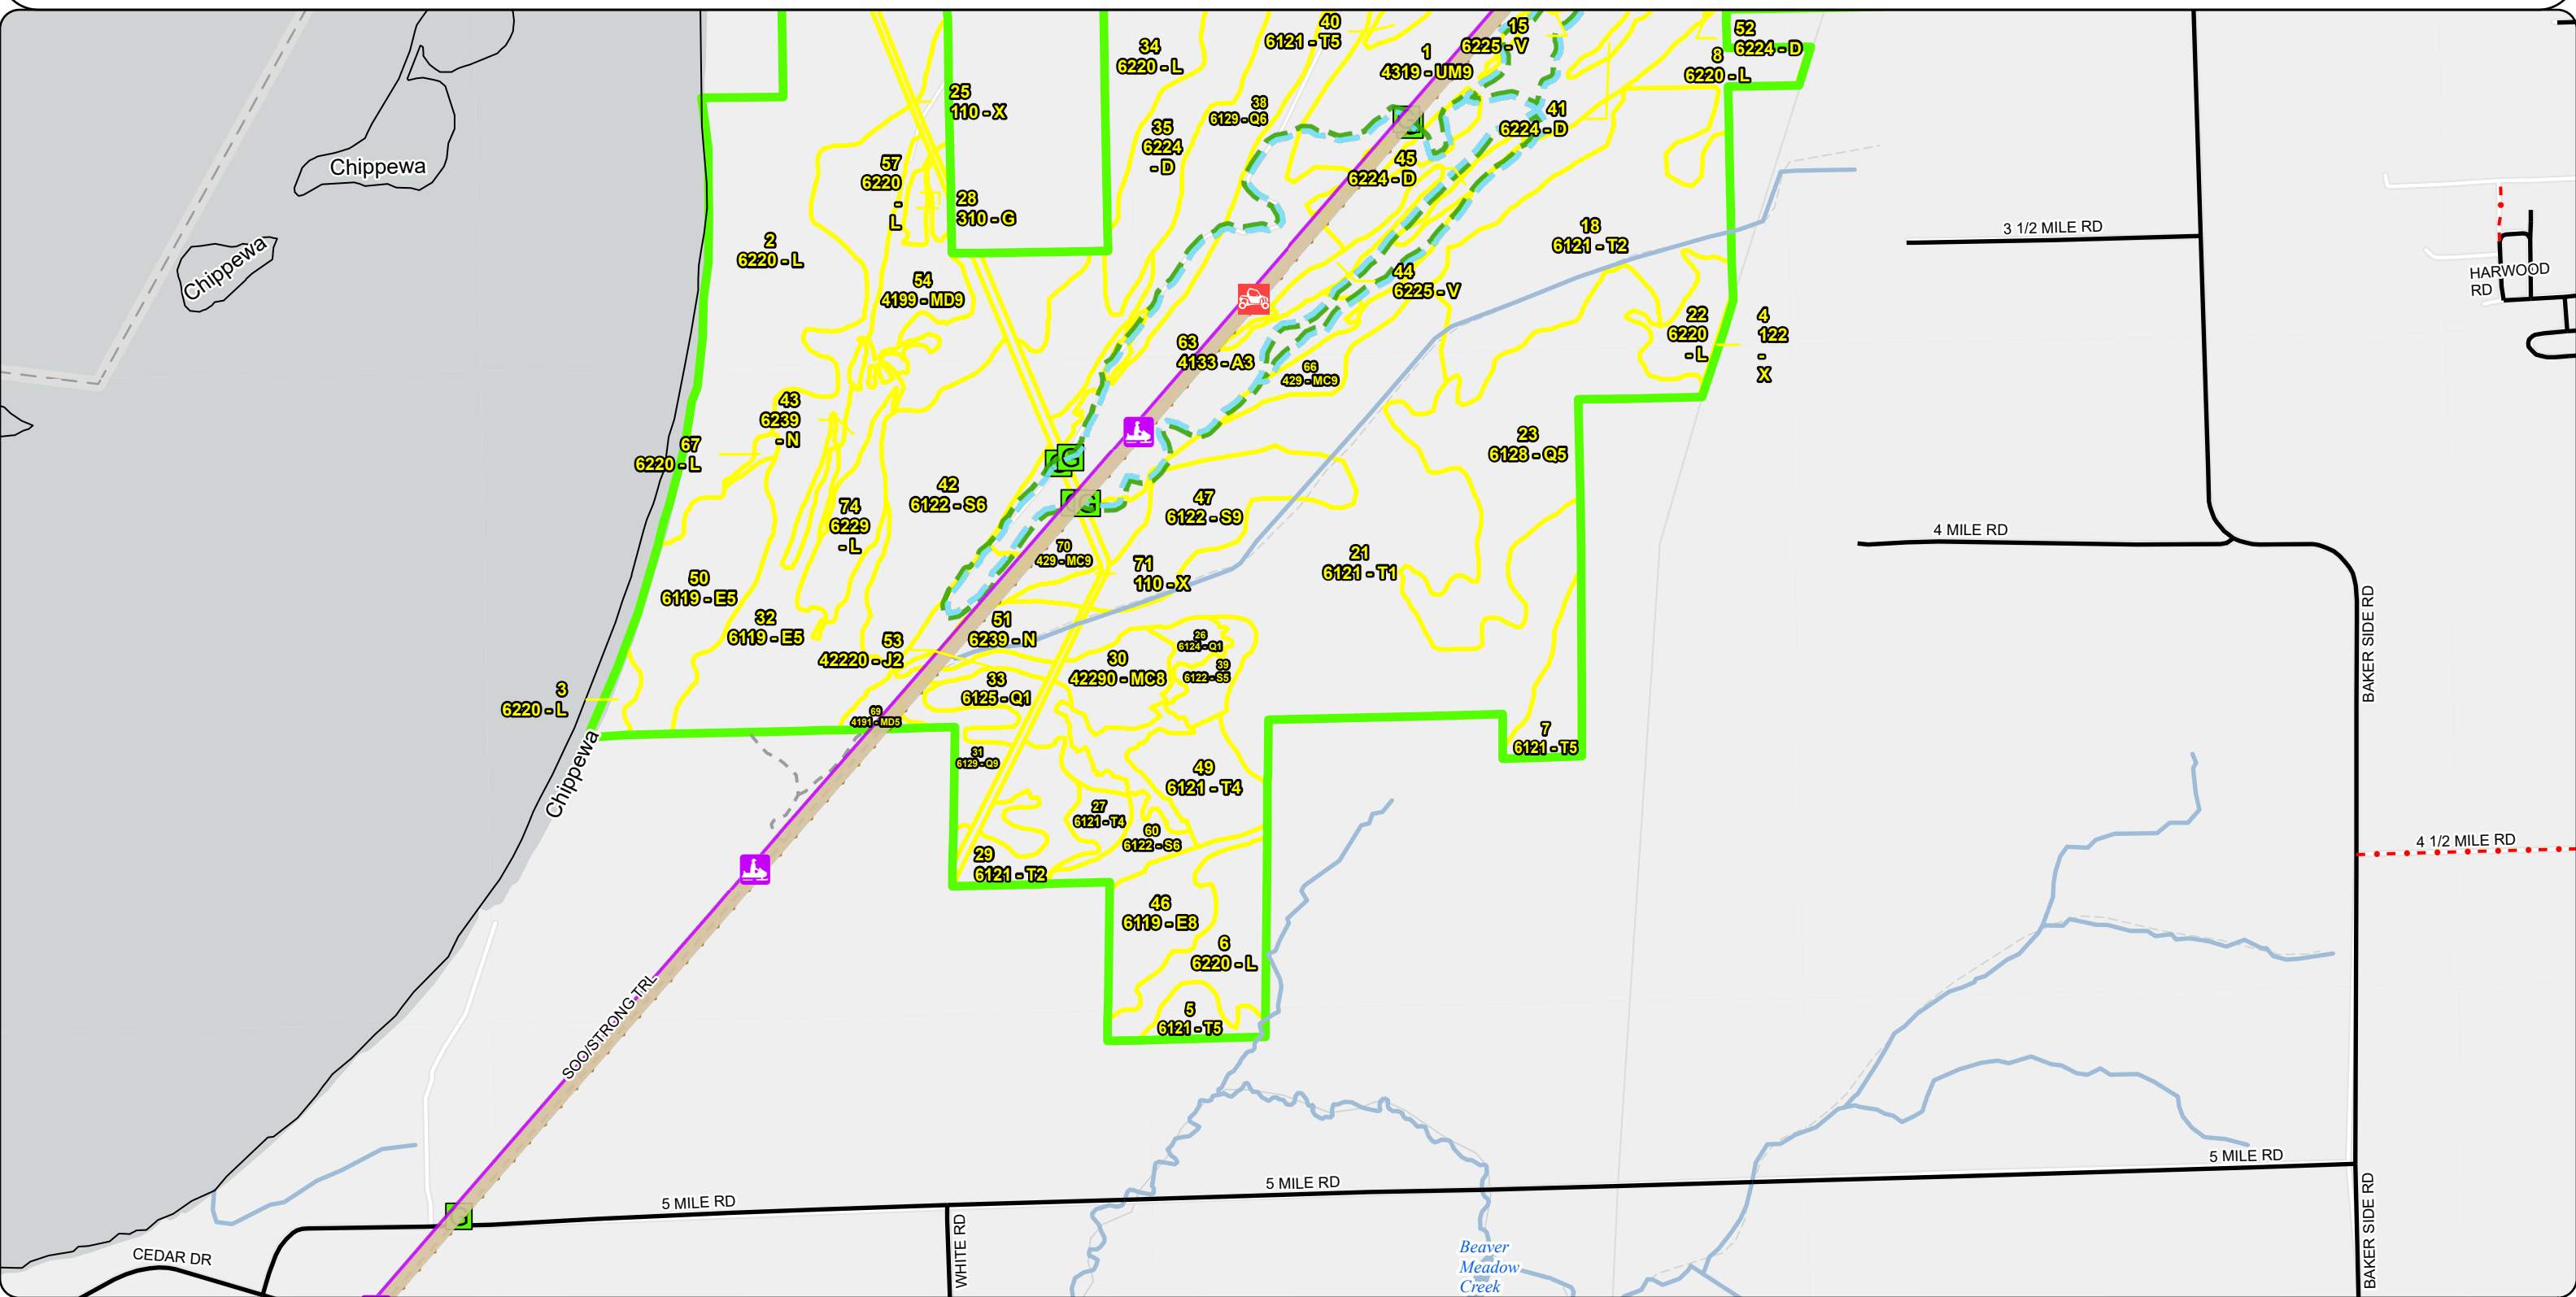 40
6121 - T5
15
6225 - V
52
6224 - D
34
6220 - L
1
4319 - UM9
8
6220 - L
25
110 - X
38
6129 - Q6
41
6224 - D
35
6224
- D
Chippewa
57
6220
-
L
45
6224 - D
28
310 - G
3 1/2 MILE RD
2
6220 - L
18
6121 - T2
Chippewa
HARWOOD
RD
54
4199 - MD9
44
6225 - V
22
6220
- L
4
122
-
X
63
4133 - A3
66
429 - MC9
43
6239
- N
67
6220 - L
23
6128 - Q5
G
42
6122 - S6
47
6122 - S9
G
74
6229
- L
4 MILE RD
70
429 - MC9
71
110 - X
21
6121 - T1
50
6119 - E5
32
6119 - E5
51
6239 - N
53
42220 - J2
26
6124 - Q1
BAKER SIDE RD
30
42290 - MC8
39
6122 - S5
33
6125 - Q1
3
6220 - L
69
4191 - MD5
7
6121 - T5
31
6129 - Q9
49
6121 - T4
Chippewa
27
6121 - T4
60
6122 - S6
4 1/2 MILE RD
29
6121 - T2
46
6119 - E8
6
6220 - L
5
6121 - T5
SOO/STRONG TRL
5 MILE RD
5 MILE RD
5 MILE RD
G
CEDAR DR
WHITE RD
BAKER SIDE RD
Beaver
Meadow
Creek